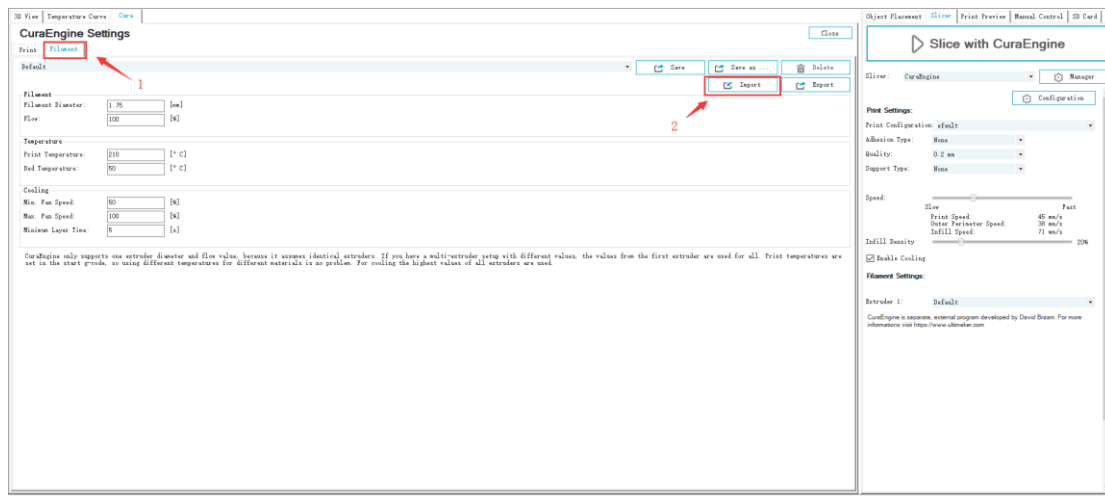 3D View Temperature Curve Cura
CuraEngine Settings
Close
Print Filament
Default
Save Save as ... Delete
Import Export
1
2
Filament
Filament Diameter: 1.75 [mm]
Flow: 100 [%]
Temperature
Print Temperature: 210 [° C]
Bed Temperature: 50 [° C]
Cooling
Min. Fan Speed: 50 [%]
Max. Fan Speed: 100 [%]
Minimum Layer Time: 5 [s]
CuraEngine only supports one extruder diameter and flow value, because it assumes identical extruders. If you have a multi-extruder setup with different values, the values from the first extruder are used for all. Print temperatures are
set in the start g-code, so using different temperatures for different materials is no problem. For cooling the highest values of all extruders are used.
Object Placement Slicer Print Preview Manual Control SD Card
Slice with CuraEngine
Slicer: CuraEngine Manager
Configuration
Print Settings:
Print Configuration: efault
Adhesion Type: None
Quality: 0.2 mm
Support Type: None
Speed:
Slow Fast
Print Speed: 45 mm/s
Outer Perimeter Speed: 38 mm/s
Infill Speed: 71 mm/s
Infill Density 20%
Enable Cooling
Filament Settings:
Extruder 1: Default
CuraEngine is separate, external program developed by David Braam. For more
informations visit https://www.ultimaker.com